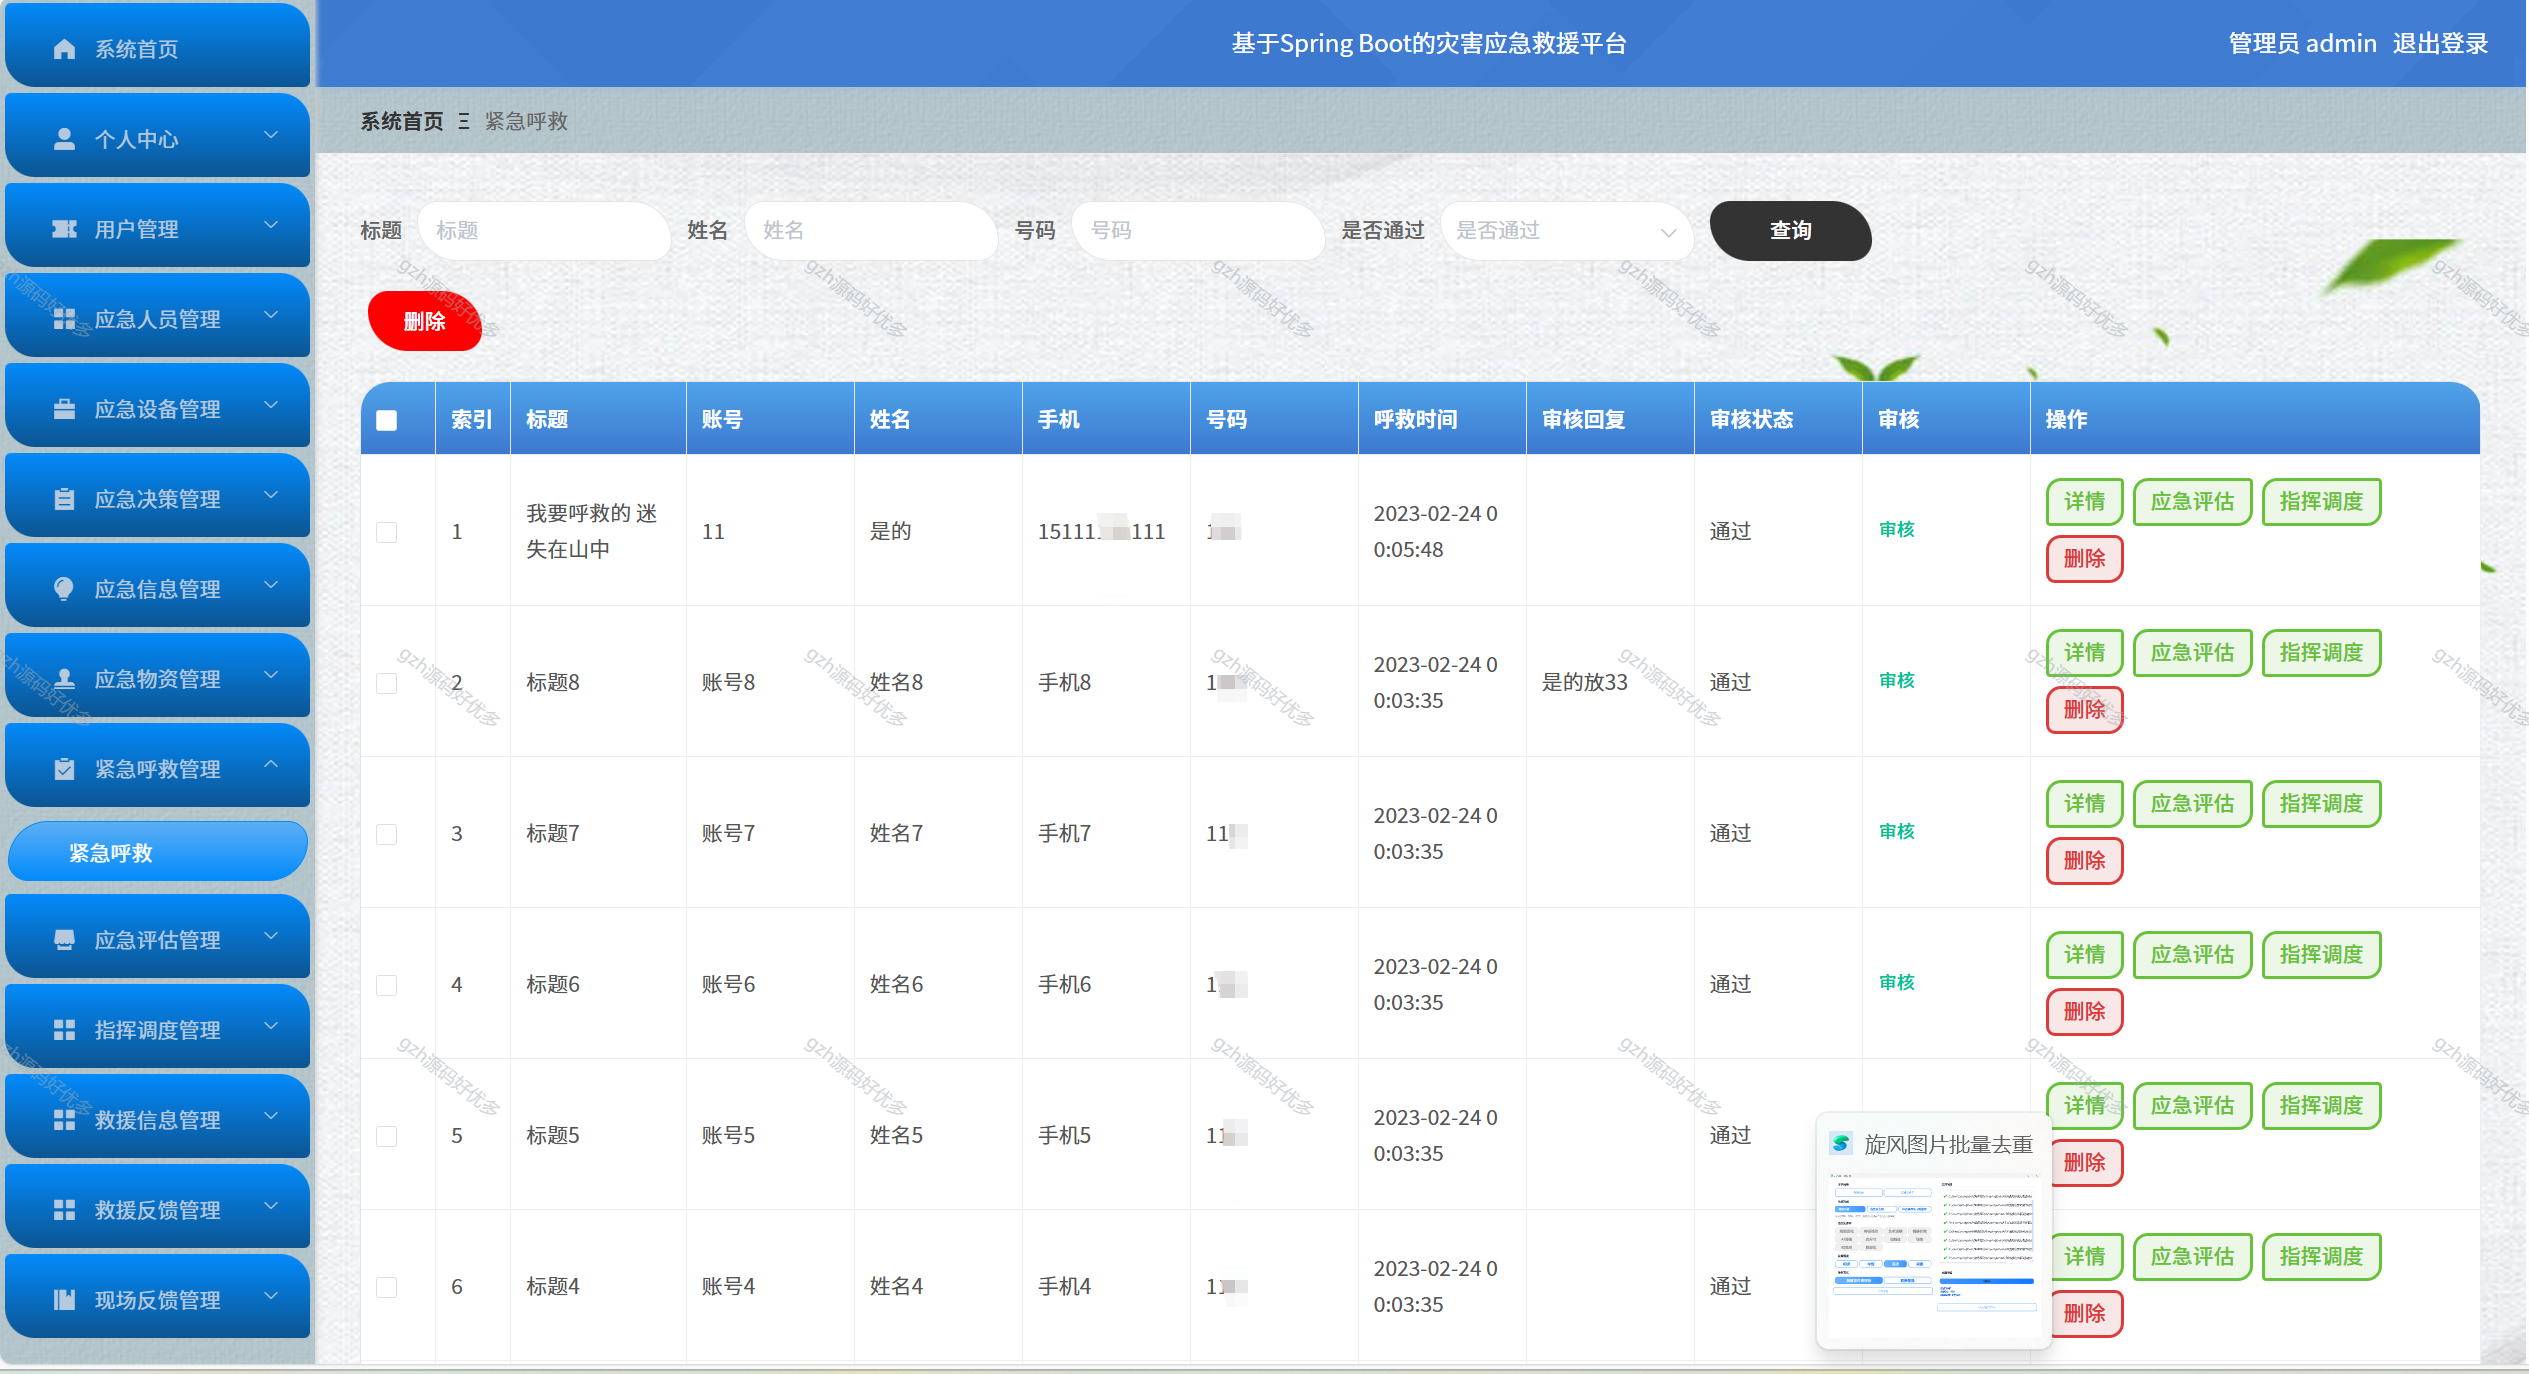 系统首页
个人中心
用户管理
应急人员管理
应急设备管理
应急决策管理
应急信息管理
应急物资管理
紧急呼救管理
紧急呼救
应急评估管理
指挥调度管理
救援信息管理
救援反馈管理
现场反馈管理
基于Spring Boot的灾害应急救援平台
管理员 admin 退出登录
系统首页 Ξ 紧急呼救
标题 标题 姓名 姓名 号码 号码 是否通过 是否通过 查询
删除
索引 标题 账号 姓名 手机 号码 呼救时间 审核回复 审核状态 审核 操作
1 我要呼救的 迷失在山中 11 是的 15111 111 2023-02-24 00:05:48 通过 审核 详情 应急评估 指挥调度
删除
2 标题8 账号8 姓名8 手机8 1 2023-02-24 00:03:35 是的放33 通过 审核 详情 应急评估 指挥调度
删除
3 标题7 账号7 姓名7 手机7 11 2023-02-24 00:03:35 通过 审核 详情 应急评估 指挥调度
删除
4 标题6 账号6 姓名6 手机6 1 2023-02-24 00:03:35 通过 审核 详情 应急评估 指挥调度
删除
5 标题5 账号5 姓名5 手机5 11 2023-02-24 00:03:35 通过 详情 应急评估 指挥调度
删除
6 标题4 账号4 姓名4 手机4 11 2023-02-24 00:03:35 通过 详情 应急评估 指挥调度
删除
旋风图片批量去重
gzh源码好优多